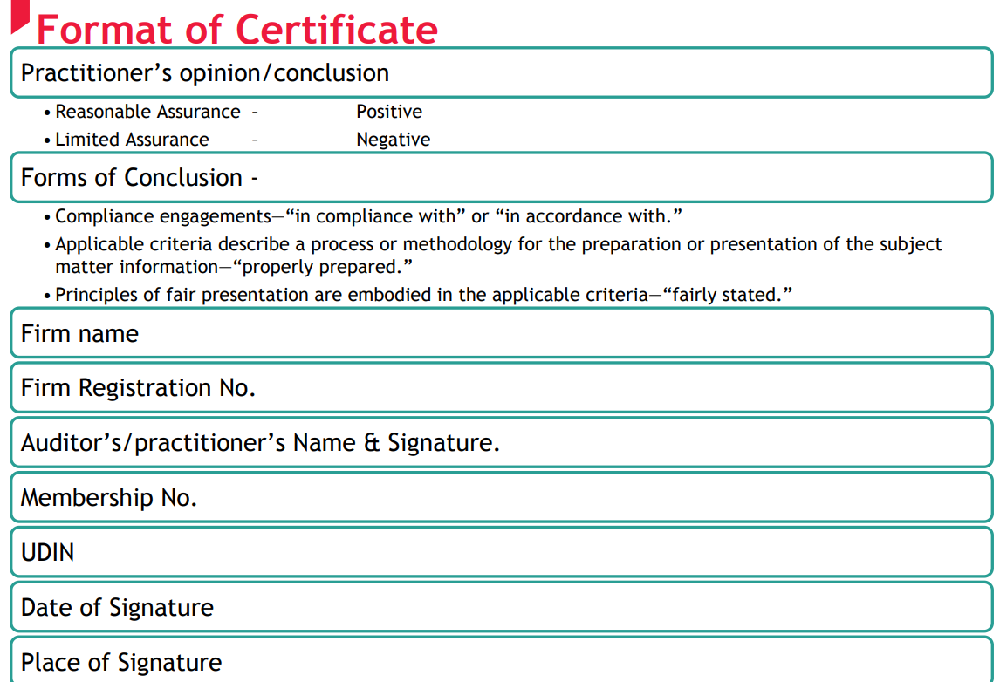 Format of Certificate
Practitioner’s opinion/conclusion
• Reasonable Assurance – Positive
• Limited Assurance – Negative
Forms of Conclusion -
• Compliance engagements—“in compliance with” or “in accordance with.”
• Applicable criteria describe a process or methodology for the preparation or presentation of the subject
matter information—“properly prepared.”
• Principles of fair presentation are embodied in the applicable criteria—“fairly stated.”
Firm name
Firm Registration No.
Auditor’s/practitioner’s Name & Signature.
Membership No.
UDIN
Date of Signature
Place of Signature